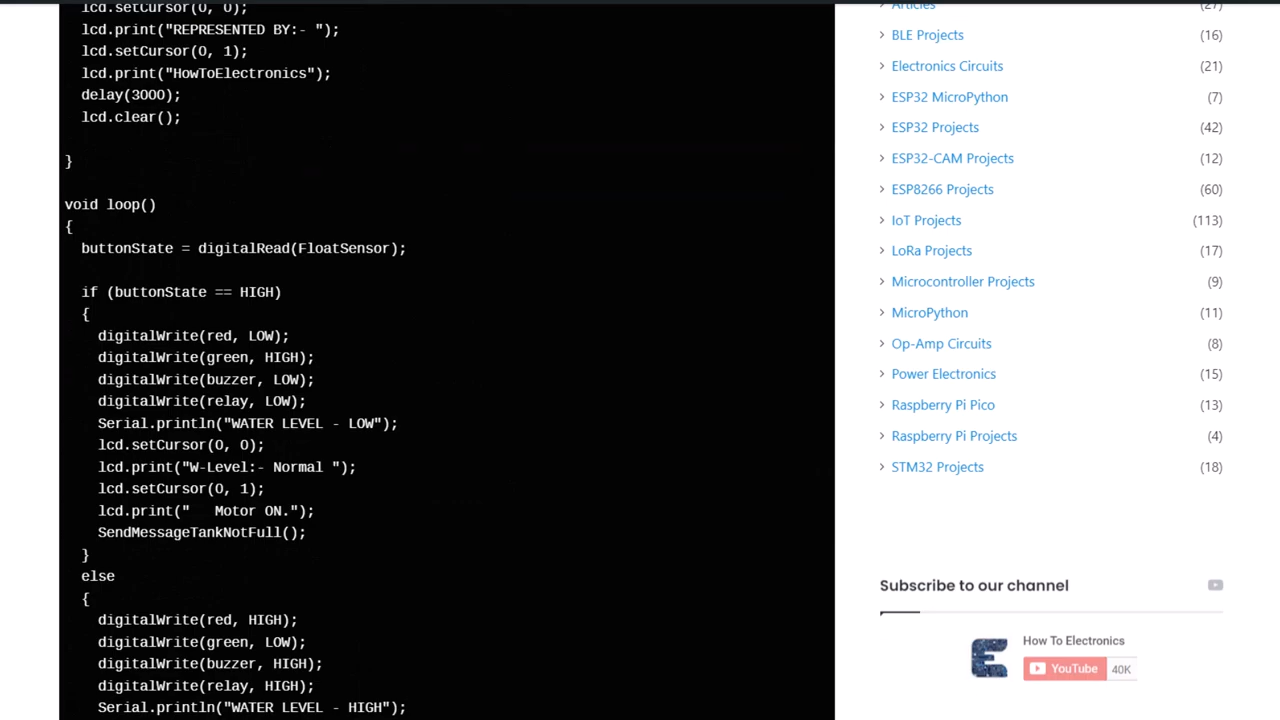 lcd.setCursor(0, 0);
lcd.print("REPRESENTED BY:- ");
lcd.setCursor(0, 1);
lcd.print("HowToElectronics");
delay(3000);
lcd.clear();
}
void loop()
{
buttonState = digitalRead(FloatSensor);
if (buttonState == HIGH)
{
digitalWrite(red, LOW);
digitalWrite(green, HIGH);
digitalWrite(buzzer, LOW);
digitalWrite(relay, LOW);
Serial.println("WATER LEVEL - LOW");
lcd.setCursor(0, 0);
lcd.print("W-Level:- Normal ");
lcd.setCursor(0, 1);
lcd.print("   Motor ON.");
SendMessageTankNotFull();
}
else
{
digitalWrite(red, HIGH);
digitalWrite(green, LOW);
digitalWrite(buzzer, HIGH);
digitalWrite(relay, HIGH);
Serial.println("WATER LEVEL - HIGH");
Articles (27)
BLE Projects (16)
Electronics Circuits (21)
ESP32 MicroPython (7)
ESP32 Projects (42)
ESP32-CAM Projects (12)
ESP8266 Projects (60)
IoT Projects (113)
LoRa Projects (17)
Microcontroller Projects (9)
MicroPython (11)
Op-Amp Circuits (8)
Power Electronics (15)
Raspberry Pi Pico (13)
Raspberry Pi Projects (4)
STM32 Projects (18)
Subscribe to our channel
How To Electronics
YouTube 40K